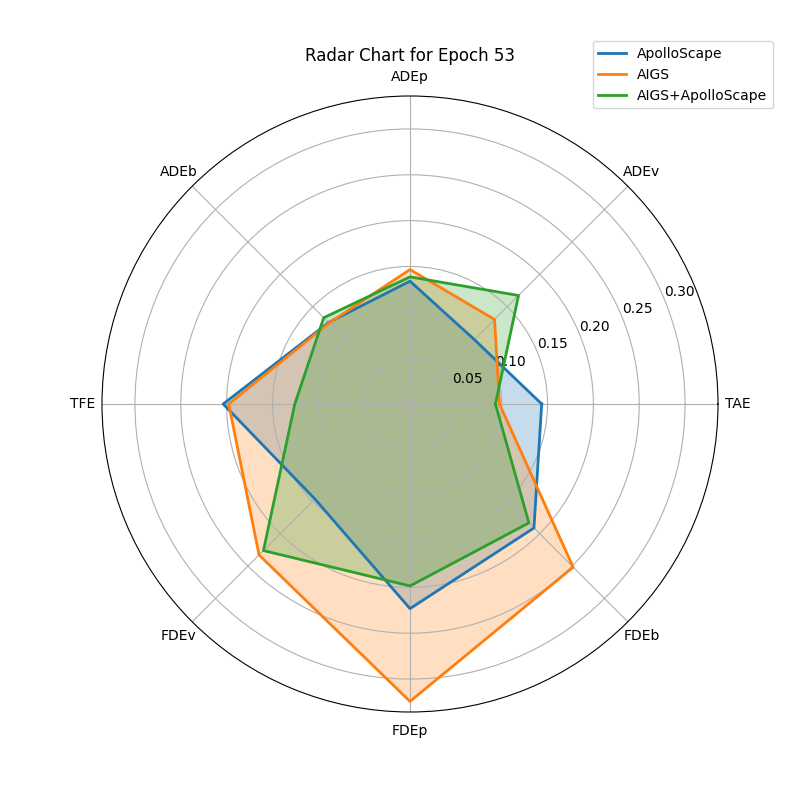 Radar Chart for Epoch 53
ApolloScape
AIGS
AIGS+ApolloScape
ADEp
ADEb
ADEv
0.30
0.25
0.20
0.15
0.10
0.05
TFE
TAE
FDEv
FDEb
FDEp